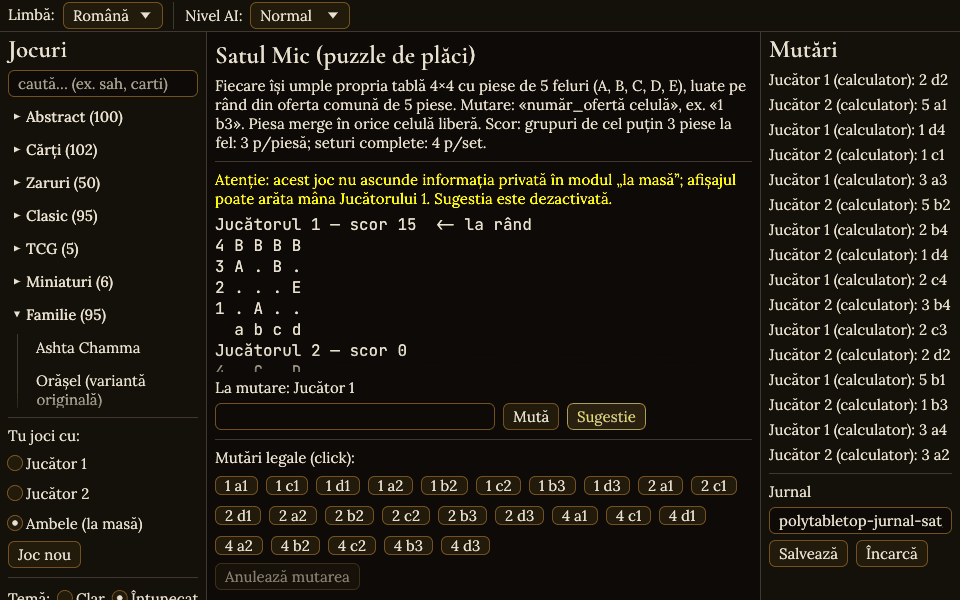 Limbă: Română ▼ Nivel AI: Normal ▼
Jocuri
caută... (ex. sah, carti)
▸ Abstract (100)
▸ Cărți (102)
▸ Zaruri (50)
▸ Clasic (95)
▸ TCG (5)
▸ Miniaturi (6)
▾ Familie (95)
Ashta Chamma
Orășel (variantă
originală)
Tu joci cu:
Jucător 1
Jucător 2
Ambele (la masă)
Joc nou
Temă: Clar Întunecat
Satul Mic (puzzle de plăci)
Fiecare își umple propria tablă 4×4 cu piese de 5 feluri (A, B, C, D, E), luate pe
rând din oferta comună de 5 piese. Mutare: «număr_ofertă celulă», ex. «1
b3». Piesa merge în orice celulă liberă. Scor: grupuri de cel puțin 3 piese la
fel: 3 p/piesă; seturi complete: 4 p/set.
Atenție: acest joc nu ascunde informația privată în modul „la masă”; afișajul
poate arăta mâna Jucătorului 1. Sugestia este dezactivată.
Jucătorul 1 — scor 15 ← la rând
4 B B B B
3 A . B .
2 . . . E
1 . A . .
a b c d
Jucătorul 2 — scor 0
4 . C . D
La mutare: Jucător 1
Mută Sugestie
Mutări legale (click):
1 a1 1 c1 1 d1 1 a2 1 b2 1 c2 1 b3 1 d3 2 a1 2 c1
2 d1 2 a2 2 b2 2 c2 2 b3 2 d3 4 a1 4 c1 4 d1
4 a2 4 b2 4 c2 4 b3 4 d3
Anulează mutarea
Mutări
Jucător 1 (calculator): 2 d2
Jucător 2 (calculator): 5 a1
Jucător 1 (calculator): 1 d4
Jucător 2 (calculator): 1 c1
Jucător 1 (calculator): 3 a3
Jucător 2 (calculator): 5 b2
Jucător 1 (calculator): 2 b4
Jucător 2 (calculator): 1 d4
Jucător 1 (calculator): 2 c4
Jucător 2 (calculator): 3 b4
Jucător 1 (calculator): 2 c3
Jucător 2 (calculator): 2 d2
Jucător 1 (calculator): 5 b1
Jucător 2 (calculator): 1 b3
Jucător 1 (calculator): 3 a4
Jucător 2 (calculator): 3 a2
Jurnal
polytabletop-jurnal-sat
Salvează Încarcă